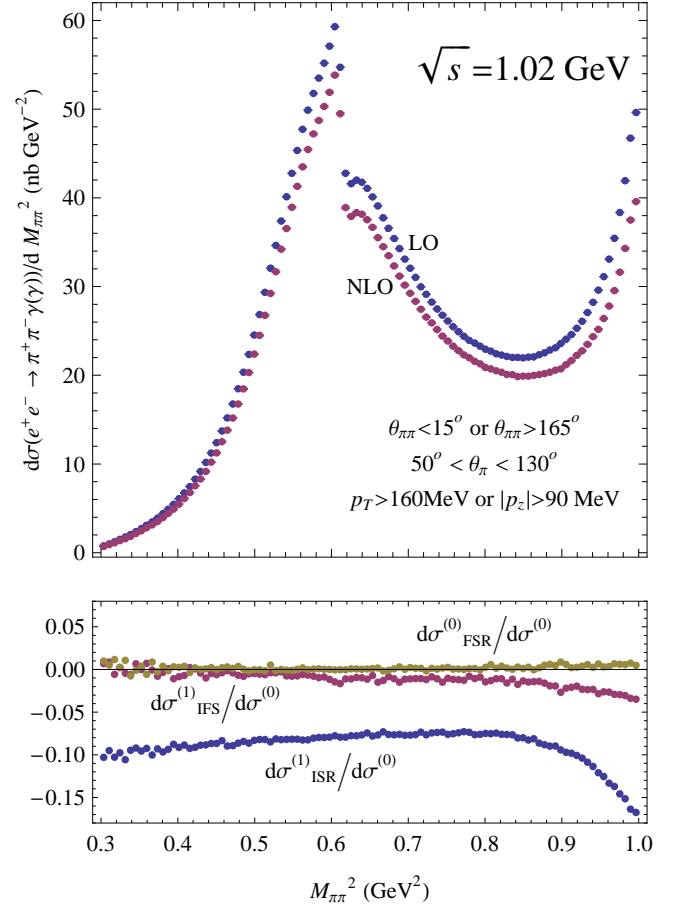 60
50
40
30
20
10
0
dσ(e⁺e⁻ → π⁺π⁻γ(γ))/d M_ππ² (nb GeV⁻²)
√s =1.02 GeV
LO
NLO
θ_ππ<15° or θ_ππ>165°
50° < θ_π < 130°
p_T>160MeV or |p_z|>90 MeV
0.05
0.00
−0.05
−0.10
−0.15
dσ⁽⁰⁾_FSR/dσ⁽⁰⁾
dσ⁽¹⁾_IFS/dσ⁽⁰⁾
dσ⁽¹⁾_ISR/dσ⁽⁰⁾
0.3 0.4 0.5 0.6 0.7 0.8 0.9 1.0
M_ππ² (GeV²)